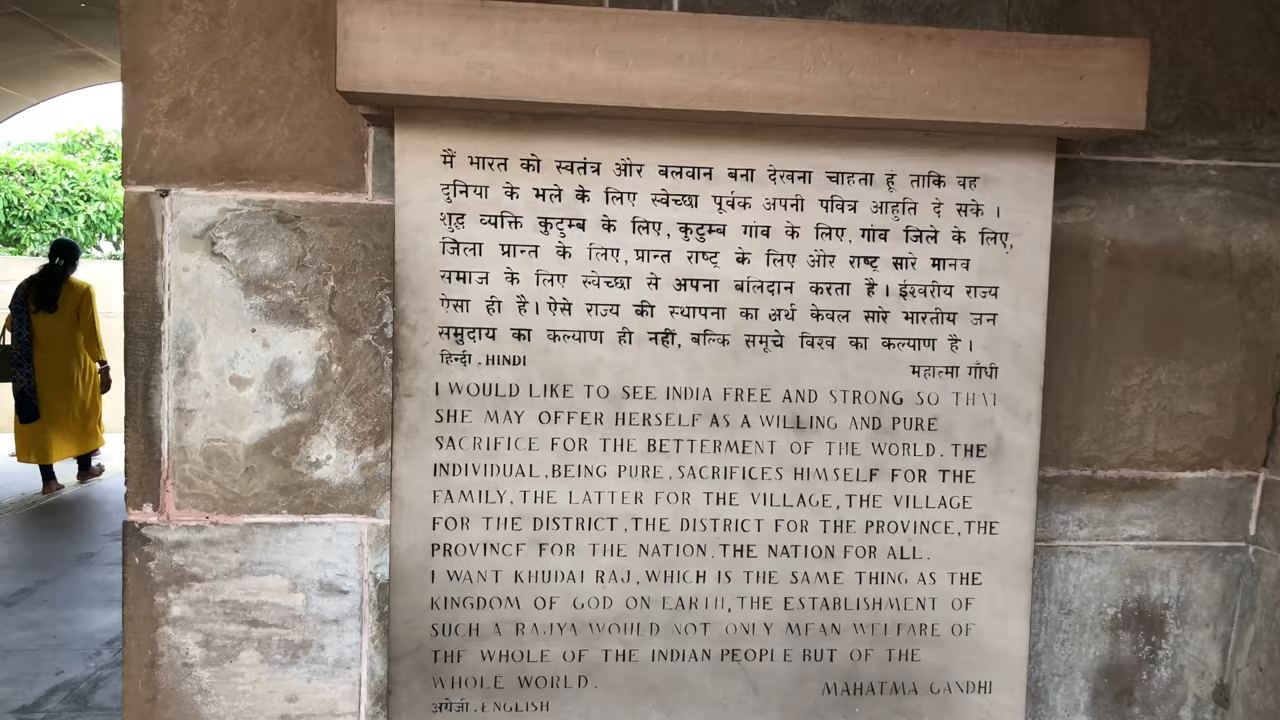 मैं भारत को स्वतंत्र और बलवान बना देखना चाहता हूं ताकि वह
दुनिया के भले के लिए स्वेच्छा पूर्वक अपनी पवित्र आहुति दे सके ।
शुद्ध व्यक्ति कुटुम्ब के लिए, कुटुम्ब गांव के लिए, गांव जिले के लिए,
जिला प्रान्त के लिए, प्रान्त राष्ट्र के लिए और राष्ट्र सारे मानव
समाज के लिए स्वेच्छा से अपना बलिदान करता है । ईश्वरीय राज्य
ऐसा ही है । ऐसे राज्य की स्थापना का अर्थ केवल सारे भारतीय जन
समुदाय का कल्याण ही नहीं, बल्कि समूचे विश्व का कल्याण है ।
हिन्दी . HINDI
महात्मा गाँधी
I WOULD LIKE TO SEE INDIA FREE AND STRONG SO THAT
SHE MAY OFFER HERSELF AS A WILLING AND PURE
SACRIFICE FOR THE BETTERMENT OF THE WORLD. THE
INDIVIDUAL, BEING PURE, SACRIFICES HIMSELF FOR THE
FAMILY, THE LATTER FOR THE VILLAGE, THE VILLAGE
FOR THE DISTRICT, THE DISTRICT FOR THE PROVINCE, THE
PROVINCE FOR THE NATION. THE NATION FOR ALL.
I WANT KHUDAI RAJ, WHICH IS THE SAME THING AS THE
KINGDOM OF GOD ON EARTH, THE ESTABLISHMENT OF
SUCH A RAJYA WOULD NOT ONLY MEAN WELFARE OF
THE WHOLE OF THE INDIAN PEOPLE BUT OF THE
WHOLE WORLD.
MAHATMA GANDHI
अंग्रेजी . ENGLISH